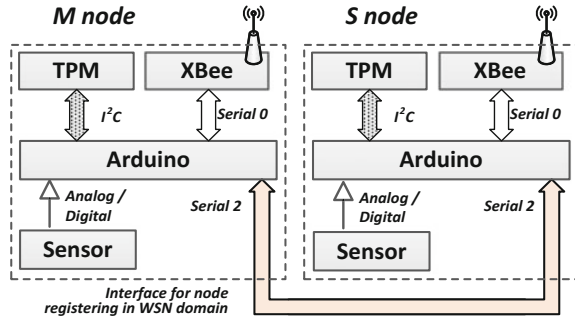 M node
S node
TPM
XBee
I²C
Serial 0
Arduino
Analog /
Digital
Serial 2
Sensor
TPM
XBee
I²C
Serial 0
Arduino
Analog /
Digital
Serial 2
Sensor
Interface for node
registering in WSN domain